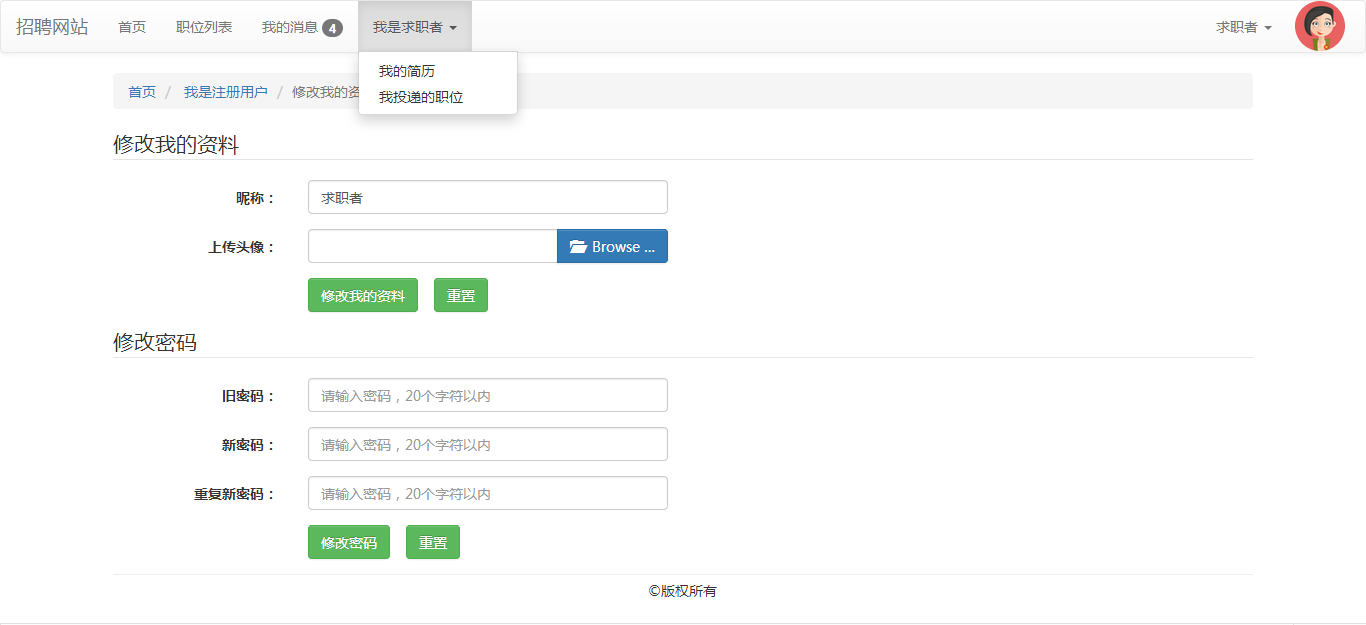 招聘网站 首页 职位列表 我的消息 4 我是求职者 求职者
我的简历
我投递的职位
首页 / 我是注册用户 / 修改我的资
修改我的资料
昵称： 求职者
上传头像： Browse ...
修改我的资料 重置
修改密码
旧密码： 请输入密码，20个字符以内
新密码： 请输入密码，20个字符以内
重复新密码： 请输入密码，20个字符以内
修改密码 重置
©版权所有